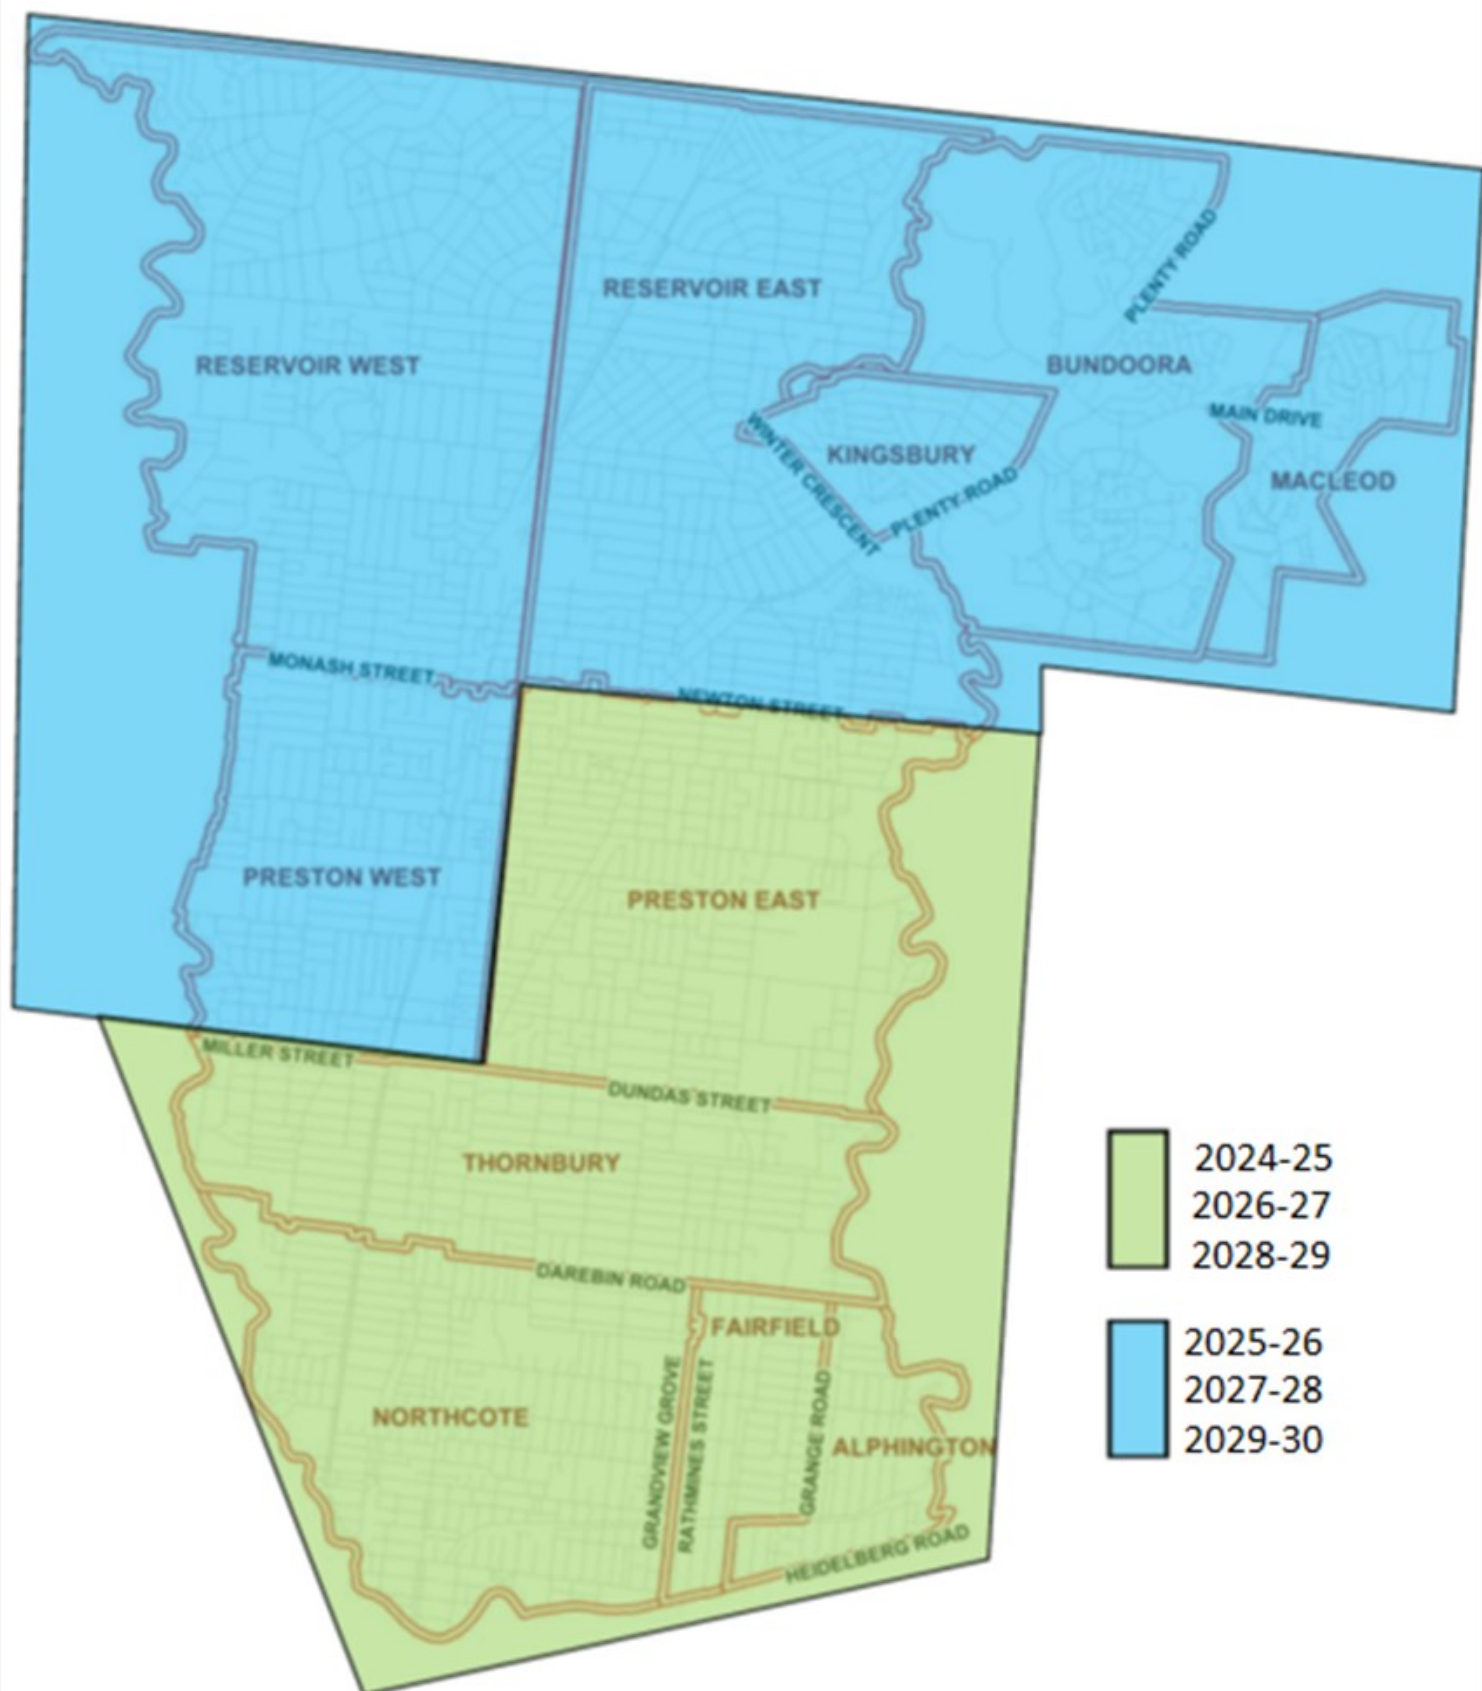 PLENTY ROAD
RESERVOIR EAST
RESERVOIR WEST
BUNDOORA
MAIN DRIVE
WINTER CRESCENT
KINGSBURY
MACLEOD
PLENTY ROAD
MONASH STREET
NEWTON STREET
PRESTON WEST
PRESTON EAST
MILLER STREET
DUNDAS STREET
THORNBURY
DAREBIN ROAD
FAIRFIELD
NORTHCOTE
GRANDVIEW GROVE
RATHMINES STREET
GRANGE ROAD
ALPHINGTON
HEIDELBERG ROAD
2024-25
2026-27
2028-29
2025-26
2027-28
2029-30